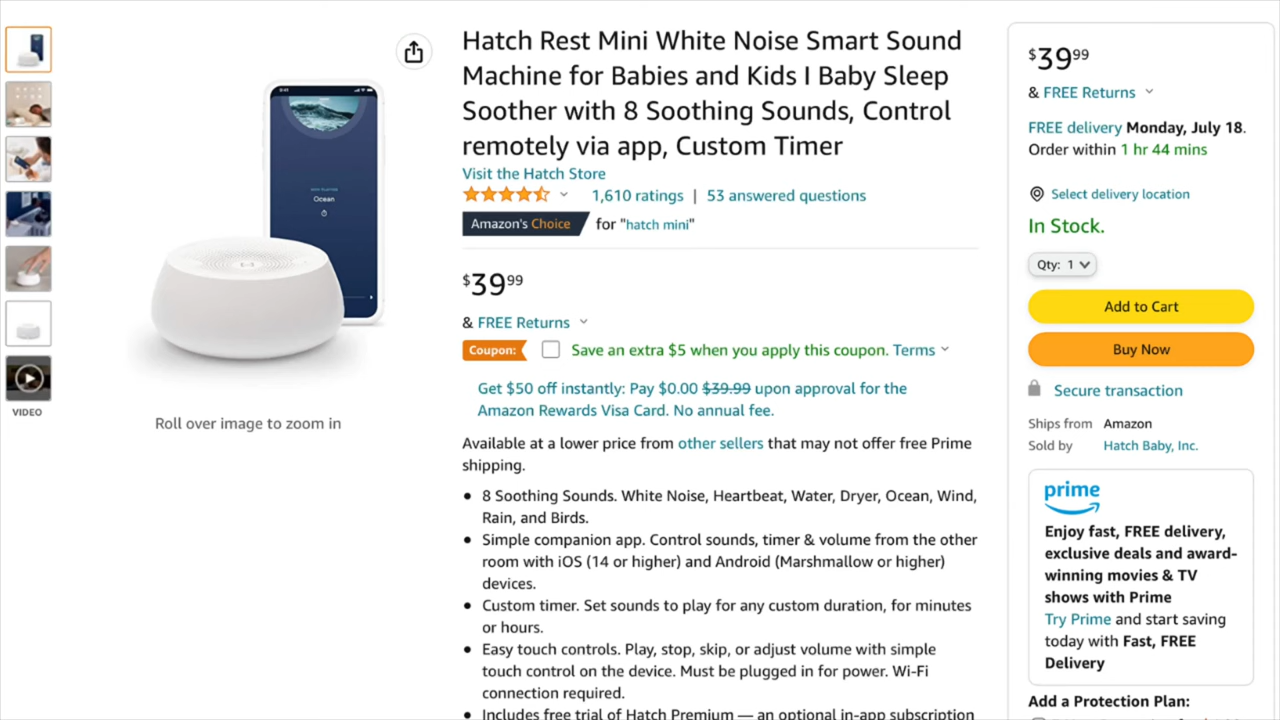 Hatch Rest Mini White Noise Smart Sound
Machine for Babies and Kids I Baby Sleep
Soother with 8 Soothing Sounds, Control
remotely via app, Custom Timer
Visit the Hatch Store
1,610 ratings | 53 answered questions
Amazon's Choice for "hatch mini"
$39.99
& FREE Returns
Coupon: Save an extra $5 when you apply this coupon. Terms
Get $50 off instantly: Pay $0.00 $39.99 upon approval for the
Amazon Rewards Visa Card. No annual fee.
Available at a lower price from other sellers that may not offer free Prime
shipping.
• 8 Soothing Sounds. White Noise, Heartbeat, Water, Dryer, Ocean, Wind,
Rain, and Birds.
• Simple companion app. Control sounds, timer & volume from the other
room with iOS (14 or higher) and Android (Marshmallow or higher)
devices.
• Custom timer. Set sounds to play for any custom duration, for minutes
or hours.
• Easy touch controls. Play, stop, skip, or adjust volume with simple
touch control on the device. Must be plugged in for power. Wi-Fi
connection required.
• Includes free trial of Hatch Premium — an optional in-app subscription
Ocean
VIDEO
Roll over image to zoom in
$39.99
& FREE Returns
FREE delivery Monday, July 18.
Order within 1 hr 44 mins
Select delivery location
In Stock.
Qty: 1
Add to Cart
Buy Now
Secure transaction
Ships from Amazon
Sold by Hatch Baby, Inc.
prime
Enjoy fast, FREE delivery,
exclusive deals and award-
winning movies & TV
shows with Prime
Try Prime and start saving
today with Fast, FREE
Delivery
Add a Protection Plan: